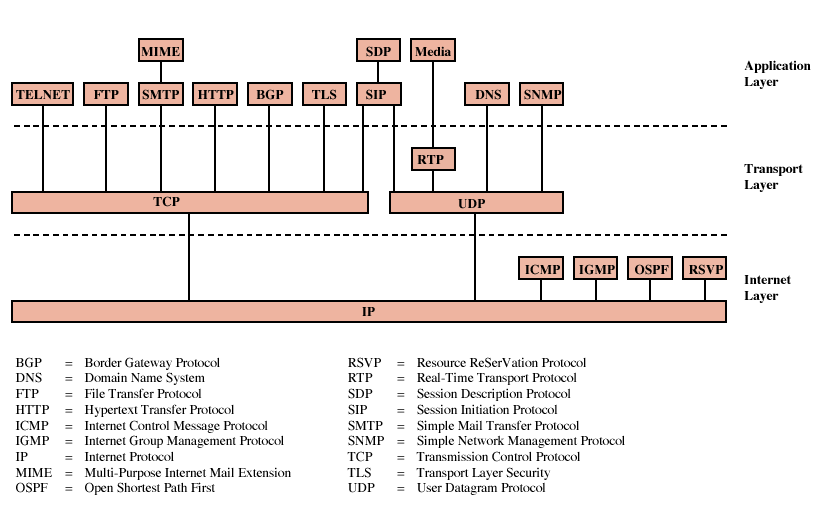 MIME SDP Media
TELNET FTP SMTP HTTP BGP TLS SIP DNS SNMP
Application
Layer
RTP
Transport
Layer
TCP UDP
ICMP IGMP OSPF RSVP
Internet
Layer
IP
BGP = Border Gateway Protocol
DNS = Domain Name System
FTP = File Transfer Protocol
HTTP = Hypertext Transfer Protocol
ICMP = Internet Control Message Protocol
IGMP = Internet Group Management Protocol
IP = Internet Protocol
MIME = Multi-Purpose Internet Mail Extension
OSPF = Open Shortest Path First
RSVP = Resource ReSerVation Protocol
RTP = Real-Time Transport Protocol
SDP = Session Description Protocol
SIP = Session Initiation Protocol
SMTP = Simple Mail Transfer Protocol
SNMP = Simple Network Management Protocol
TCP = Transmission Control Protocol
TLS = Transport Layer Security
UDP = User Datagram Protocol